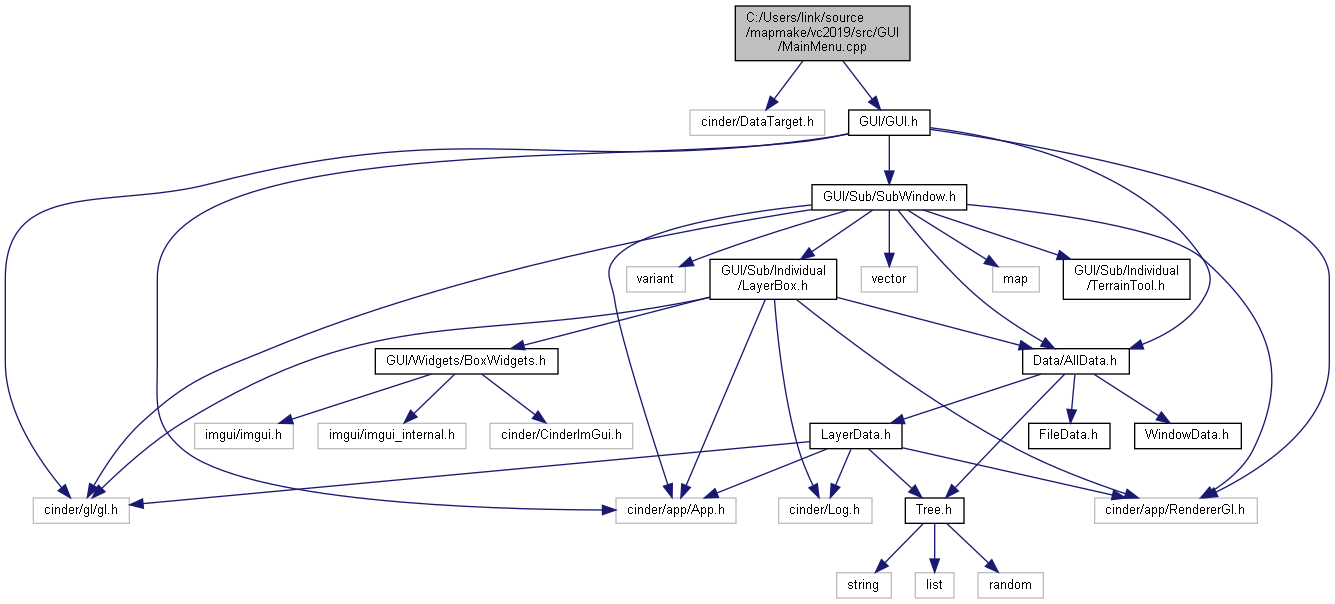 C:/Users/link/source
/mapmake/vc2019/src/GUI
/MainMenu.cpp
cinder/DataTarget.h
GUI/GUI.h
GUI/Sub/SubWindow.h
variant
GUI/Sub/Individual
/LayerBox.h
vector
map
GUI/Sub/Individual
/TerrainTool.h
GUI/Widgets/BoxWidgets.h
Data/AllData.h
imgui/imgui.h
imgui/imgui_internal.h
cinder/CinderImGui.h
LayerData.h
FileData.h
WindowData.h
cinder/gl/gl.h
cinder/app/App.h
cinder/Log.h
Tree.h
cinder/app/RendererGl.h
string
list
random